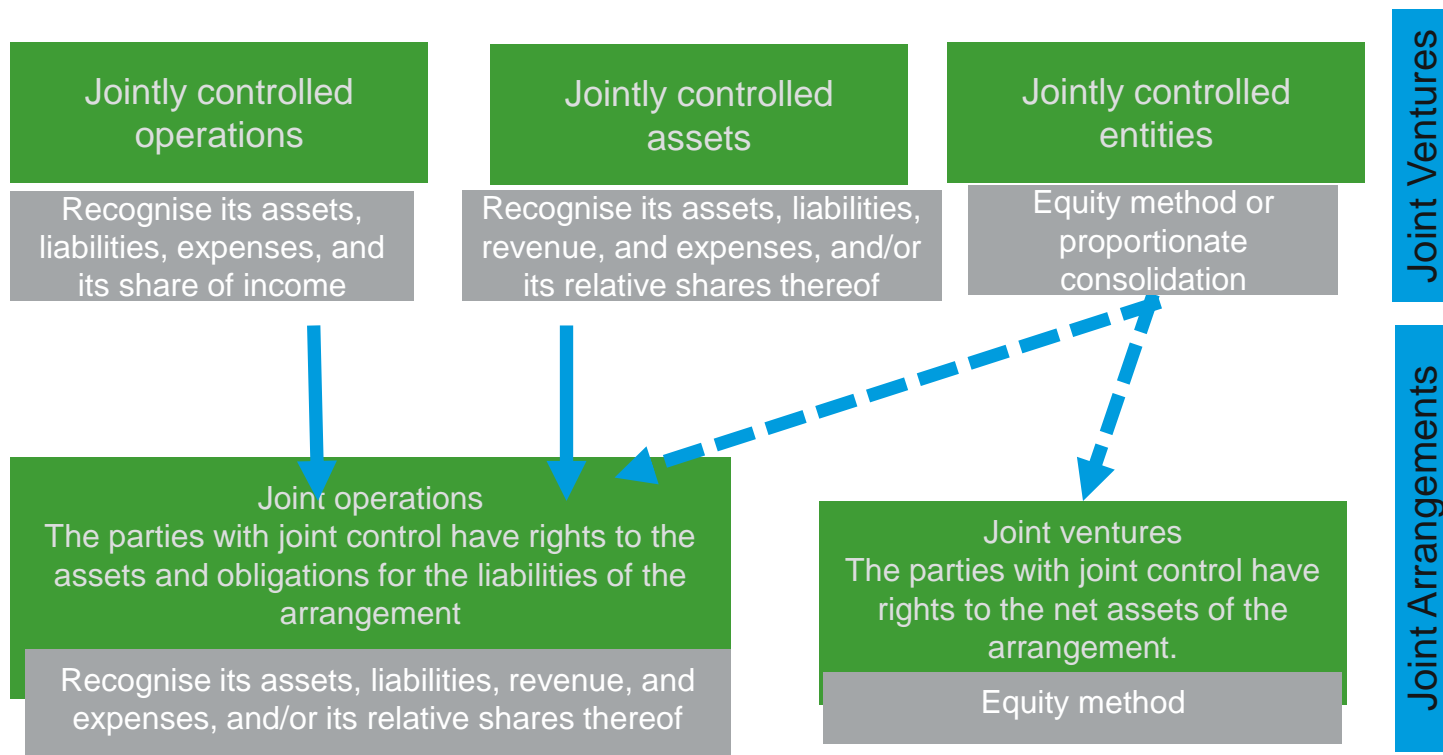 Jointly controlled
operations
Jointly controlled
assets
Jointly controlled
entities
Joint Ventures
Recognise its assets,
liabilities, expenses, and
its share of income
Recognise its assets, liabilities,
revenue, and expenses, and/or
its relative shares thereof
Equity method or
proportionate
consolidation
Joint operations
The parties with joint control have rights to the
assets and obligations for the liabilities of the
arrangement
Recognise its assets, liabilities, revenue, and
expenses, and/or its relative shares thereof
Joint ventures
The parties with joint control have
rights to the net assets of the
arrangement.
Equity method
Joint Arrangements